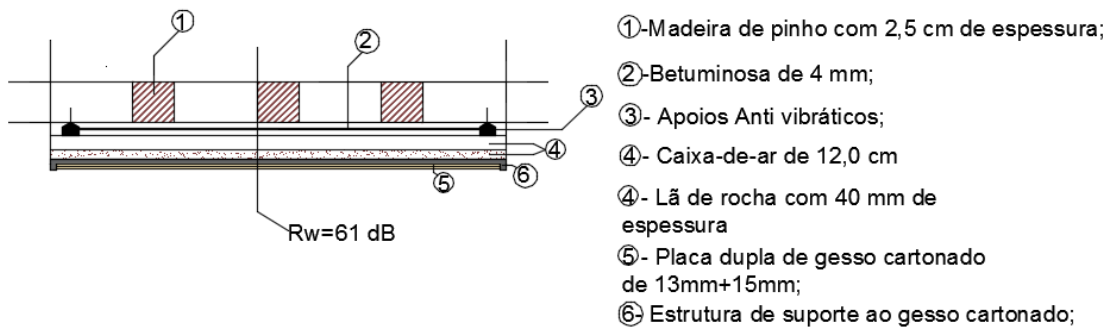 ①
②
③
④
⑤
⑥
Rw=61 dB
①-Madeira de pinho com 2,5 cm de espessura;
②-Betuminosa de 4 mm;
③- Apoios Anti vibráticos;
④- Caixa-de-ar de 12,0 cm
④- Lã de rocha com 40 mm de
espessura
⑤- Placa dupla de gesso cartonado
de 13mm+15mm;
⑥- Estrutura de suporte ao gesso cartonado;